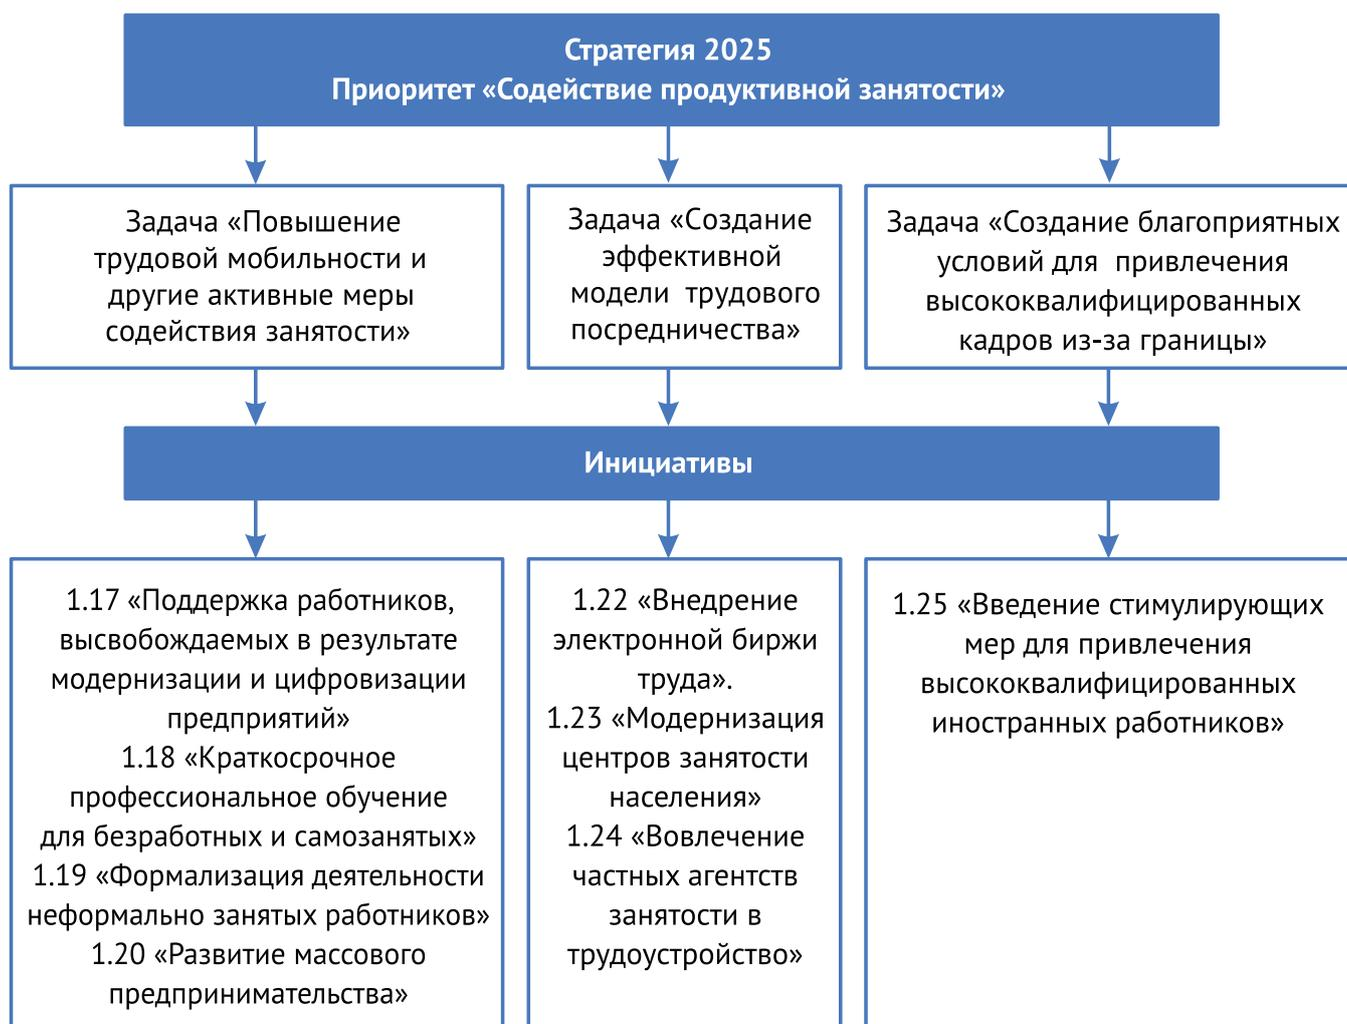 Стратегия 2025
Приоритет «Содействие продуктивной занятости»
Задача «Повышение
трудовой мобильности и
другие активные меры
содействия занятости»
Задача «Создание
эффективной
модели трудового
посредничества»
Задача «Создание благоприятных
условий для привлечения
высококвалифицированных
кадров из-за границы»
Инициативы
1.17 «Поддержка работников,
высвобождаемых в результате
модернизации и цифровизации
предприятий»
1.18 «Краткосрочное
профессиональное обучение
для безработных и самозанятых»
1.19 «Формализация деятельности
неформально занятых работников»
1.20 «Развитие массового
предпринимательства»
1.22 «Внедрение
электронной биржи
труда».
1.23 «Модернизация
центров занятости
населения»
1.24 «Вовлечение
частных агентств
занятости в
трудоустройство»
1.25 «Введение стимулирующих
мер для привлечения
высококвалифицированных
иностранных работников»